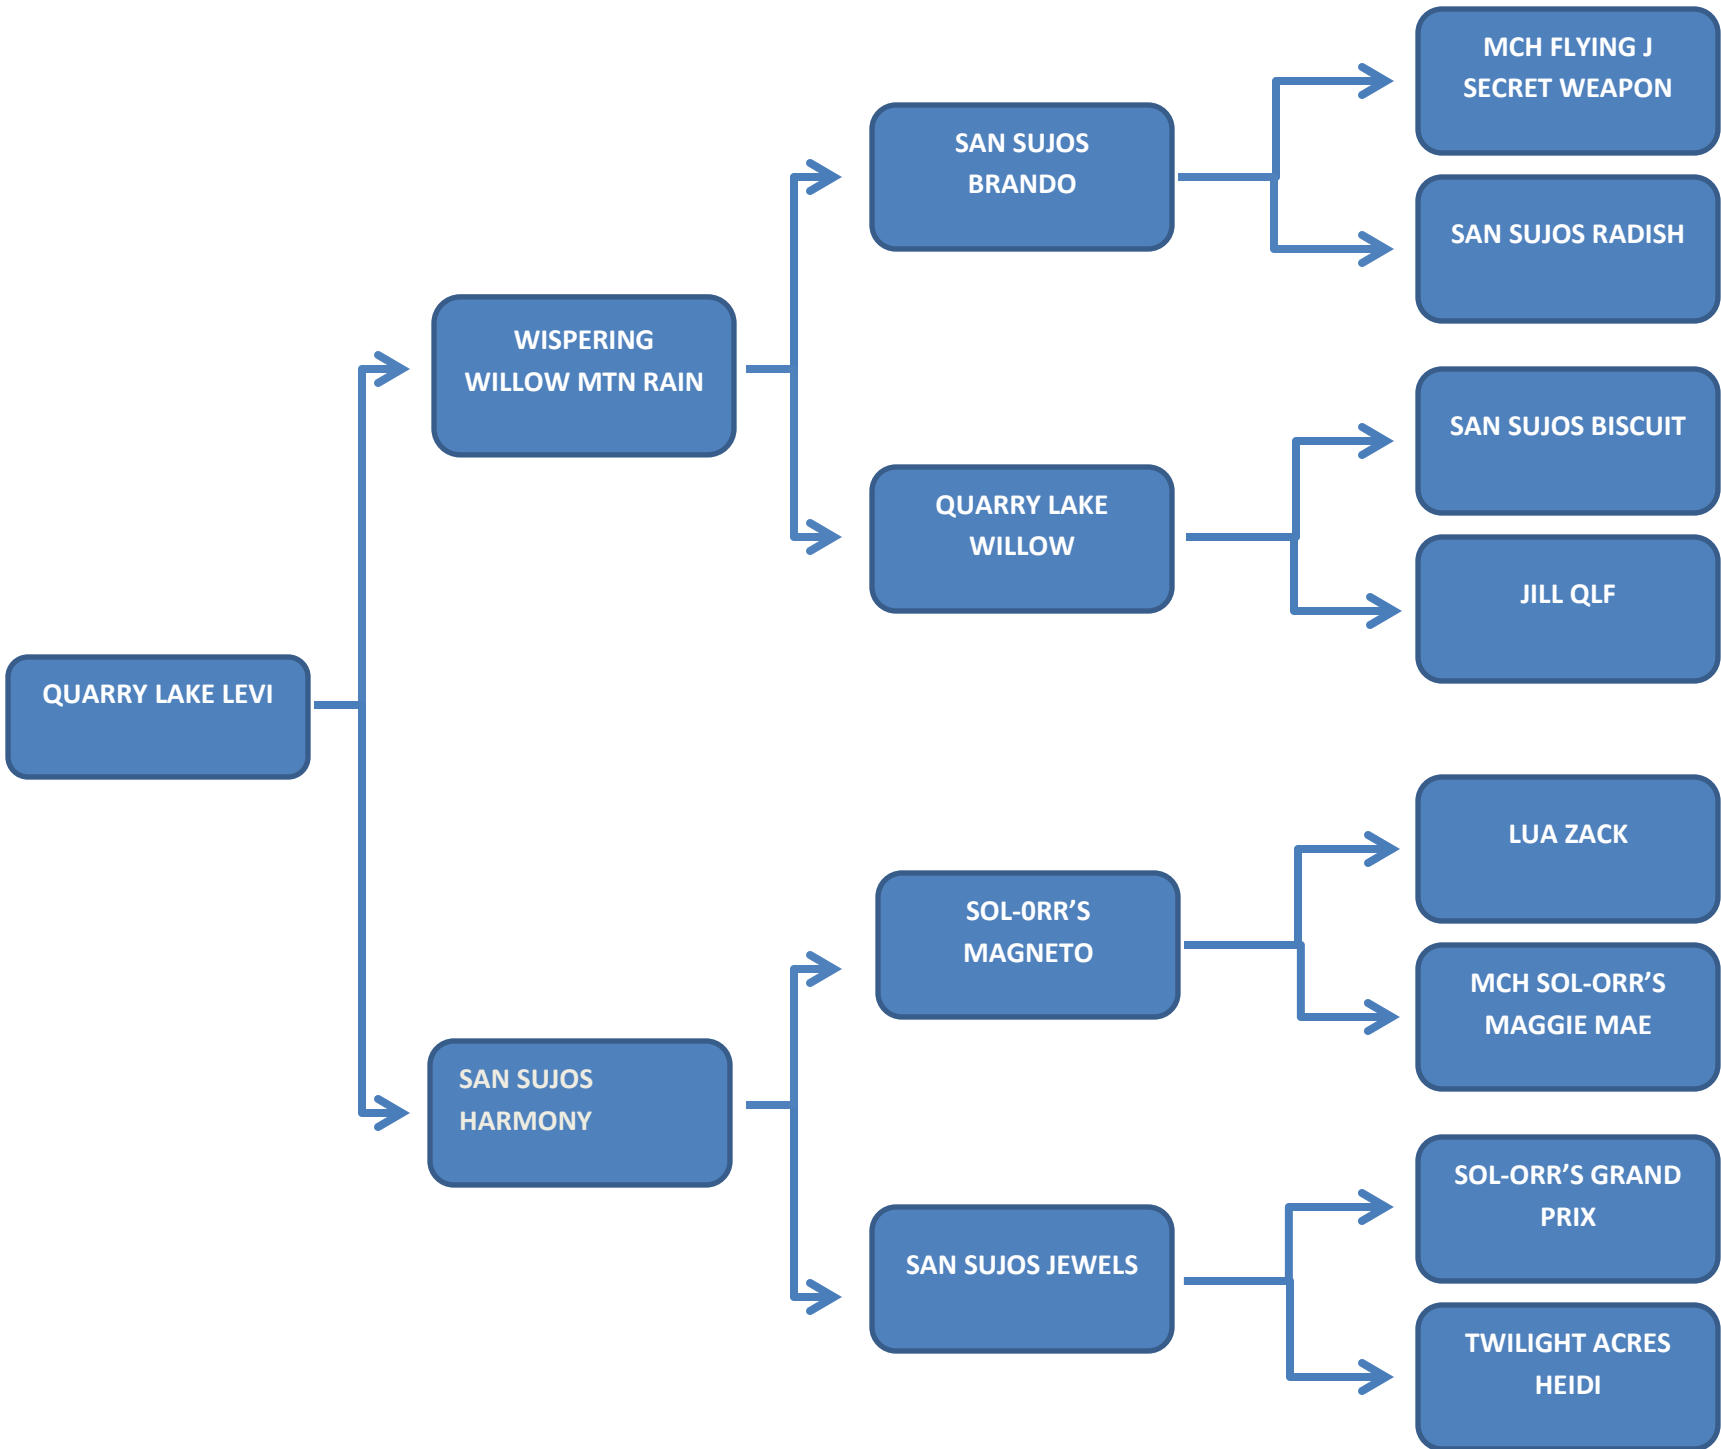 MCH FLYING J
SECRET WEAPON
SAN SUJOS
BRANDO
SAN SUJOS RADISH
WISPERING
WILLOW MTN RAIN
SAN SUJOS BISCUIT
QUARRY LAKE
WILLOW
JILL QLF
QUARRY LAKE LEVI
LUA ZACK
SOL-0RR’S
MAGNETO
MCH SOL-ORR’S
MAGGIE MAE
SAN SUJOS
HARMONY
SOL-ORR’S GRAND
PRIX
SAN SUJOS JEWELS
TWILIGHT ACRES
HEIDI